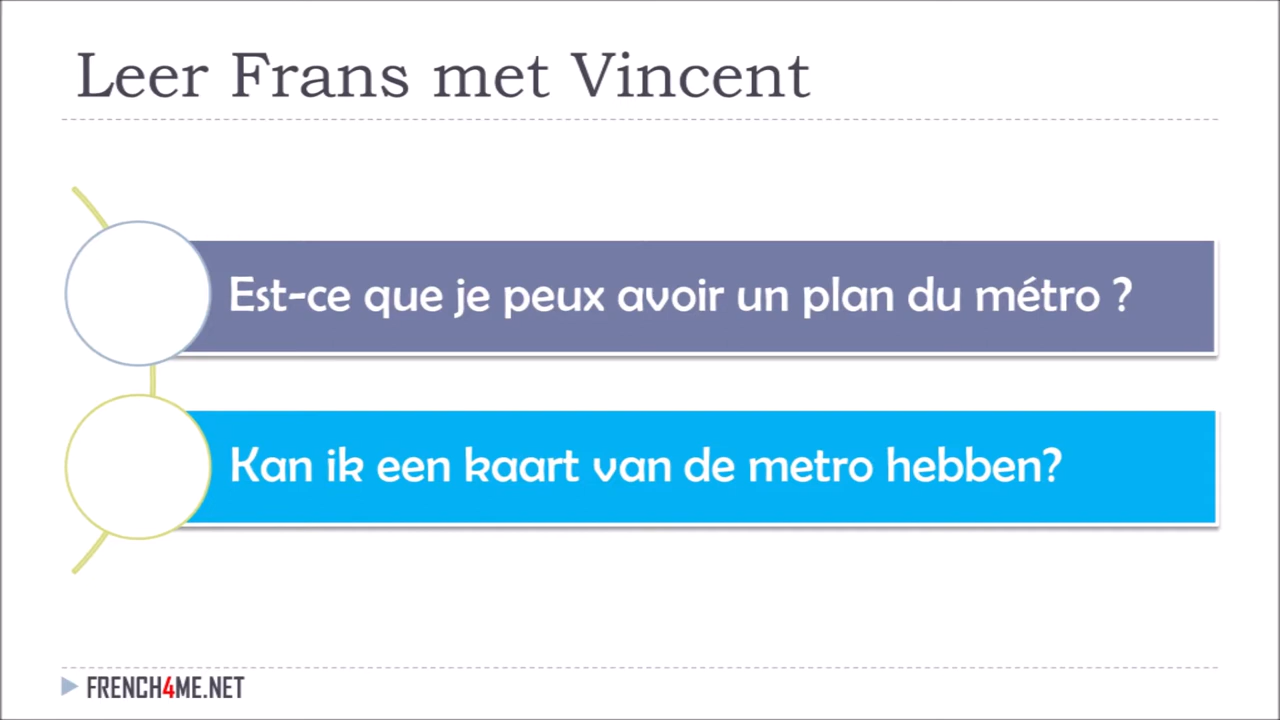 Leer Frans met Vincent
Est-ce que je peux avoir un plan du métro ?
Kan ik een kaart van de metro hebben?
FRENCH4ME.NET